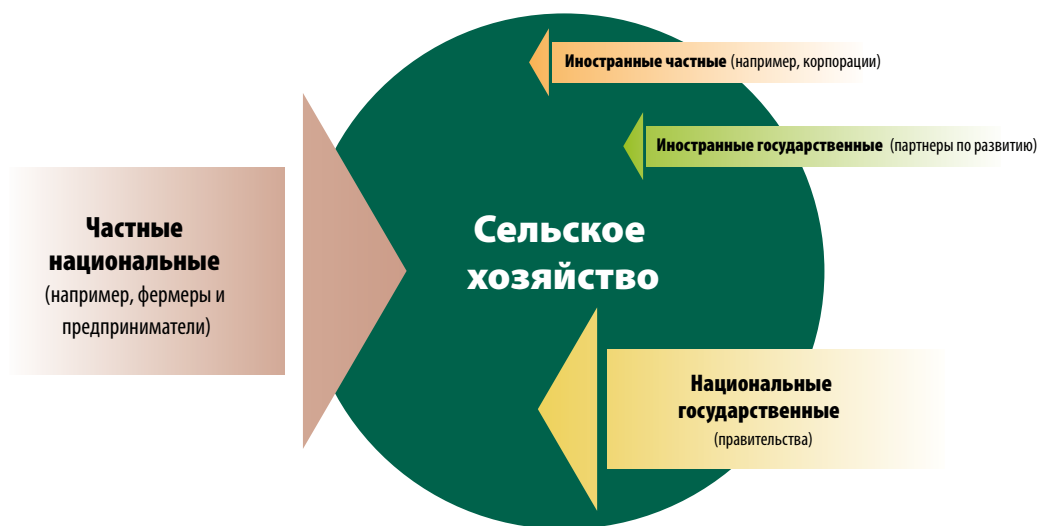 Иностранные частные (например, корпорации)
Иностранные государственные (партнеры по развитию)
Частные
национальные
(например, фермеры и
предприниматели)
Сельское
хозяйство
Национальные
государственные
(правительства)